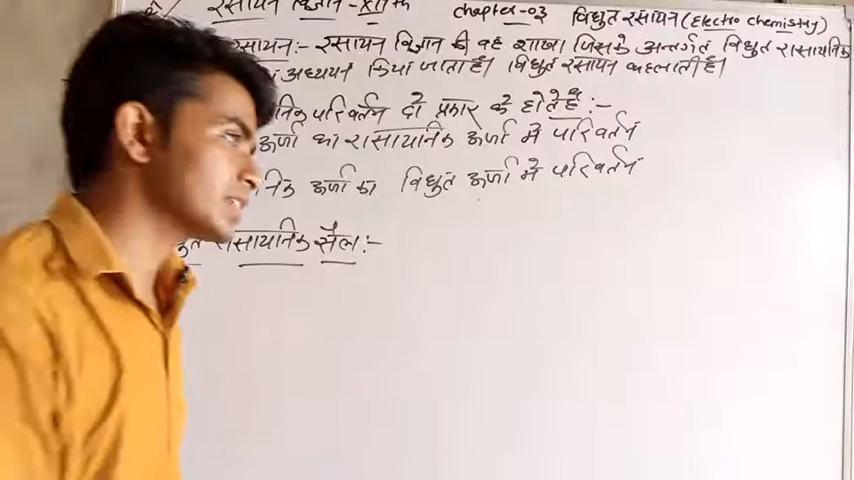 रसायन विज्ञान - XIIth chapter-03 विधुत रसायन (Electro chemistry)
रसायन:- रसायन विज्ञान की वह शाखा जिसके अन्तर्गत विधुत रासायनिक
अध्ययन किया जाता है। विधुत रसायन कहलाती है।
परिवर्तन दो प्रकार के होते है:-
ऊर्जा का रासायनिक ऊर्जा मे परिवर्तन
ऊर्जा का विधुत ऊर्जा मे परिवर्तन
रासायनिक सैल:-